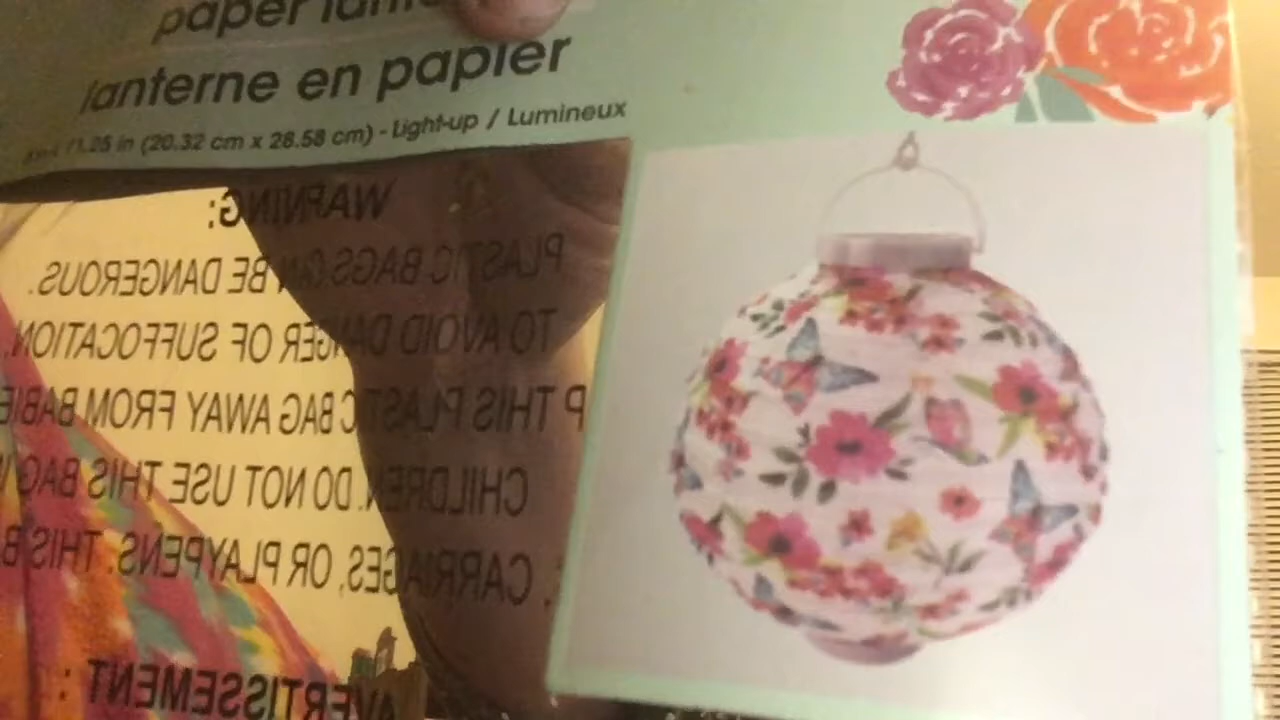 paper
lanterne en papier
in (20.32 cm x 28.58 cm) - Light-up / Lumineux
WARNING:
PLASTIC BAGS CAN BE DANGEROUS.
TO AVOID DANGER OF SUFFOCATION,
THIS PLASTIC BAG AWAY FROM
CHILDREN. DO NOT USE THIS BAG
CARRIAGES, OR PLAYPENS. THIS
AVERTISSEMENT :